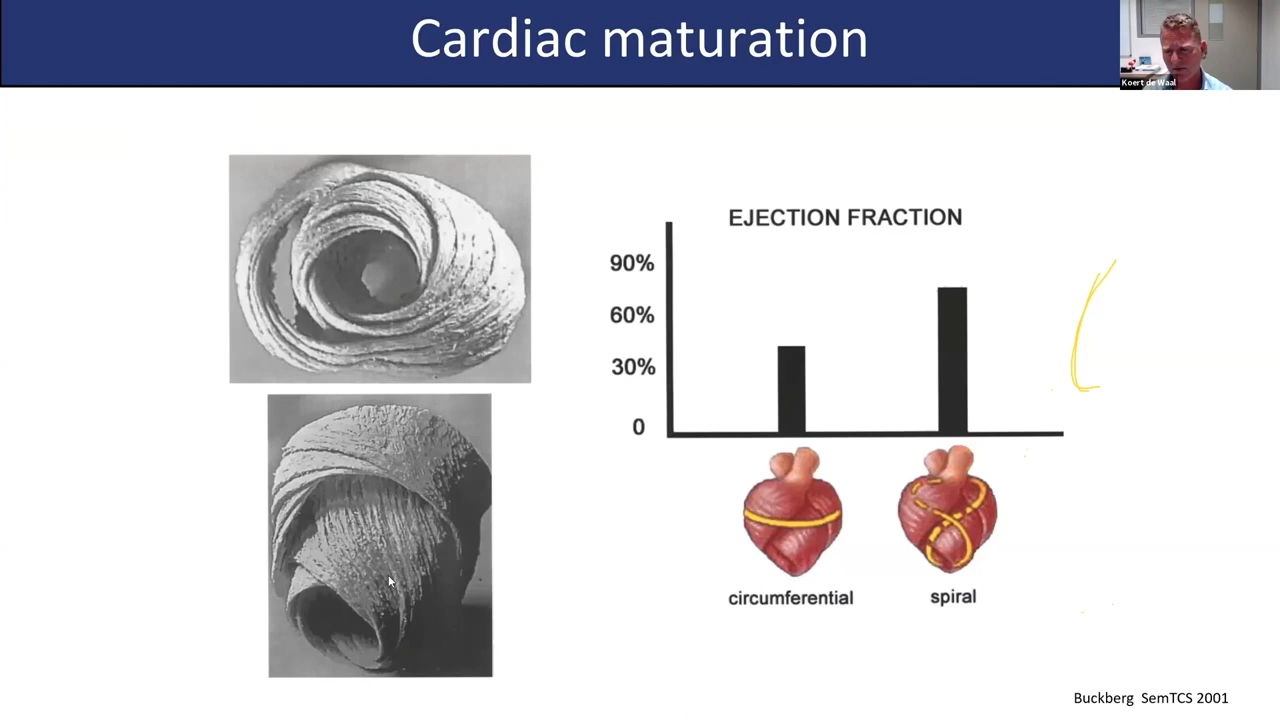 Cardiac maturation
Koert de Waal
EJECTION FRACTION
90%
60%
30%
0
circumferential
spiral
Buckberg SemTCS 2001